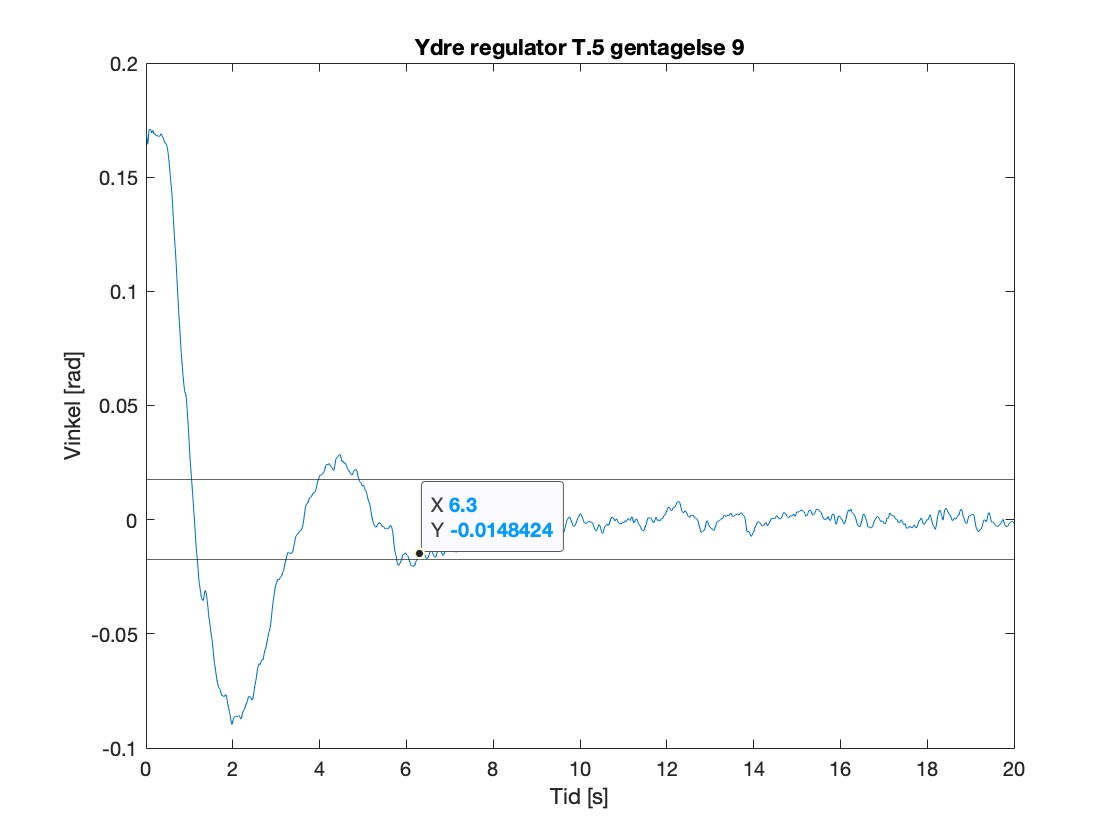 Ydre regulator T.5 gentagelse 9
0.2
0.15
0.1
0.05
0
-0.05
-0.1
Vinkel [rad]
X 6.3
Y -0.0148424
0 2 4 6 8 10 12 14 16 18 20
Tid [s]